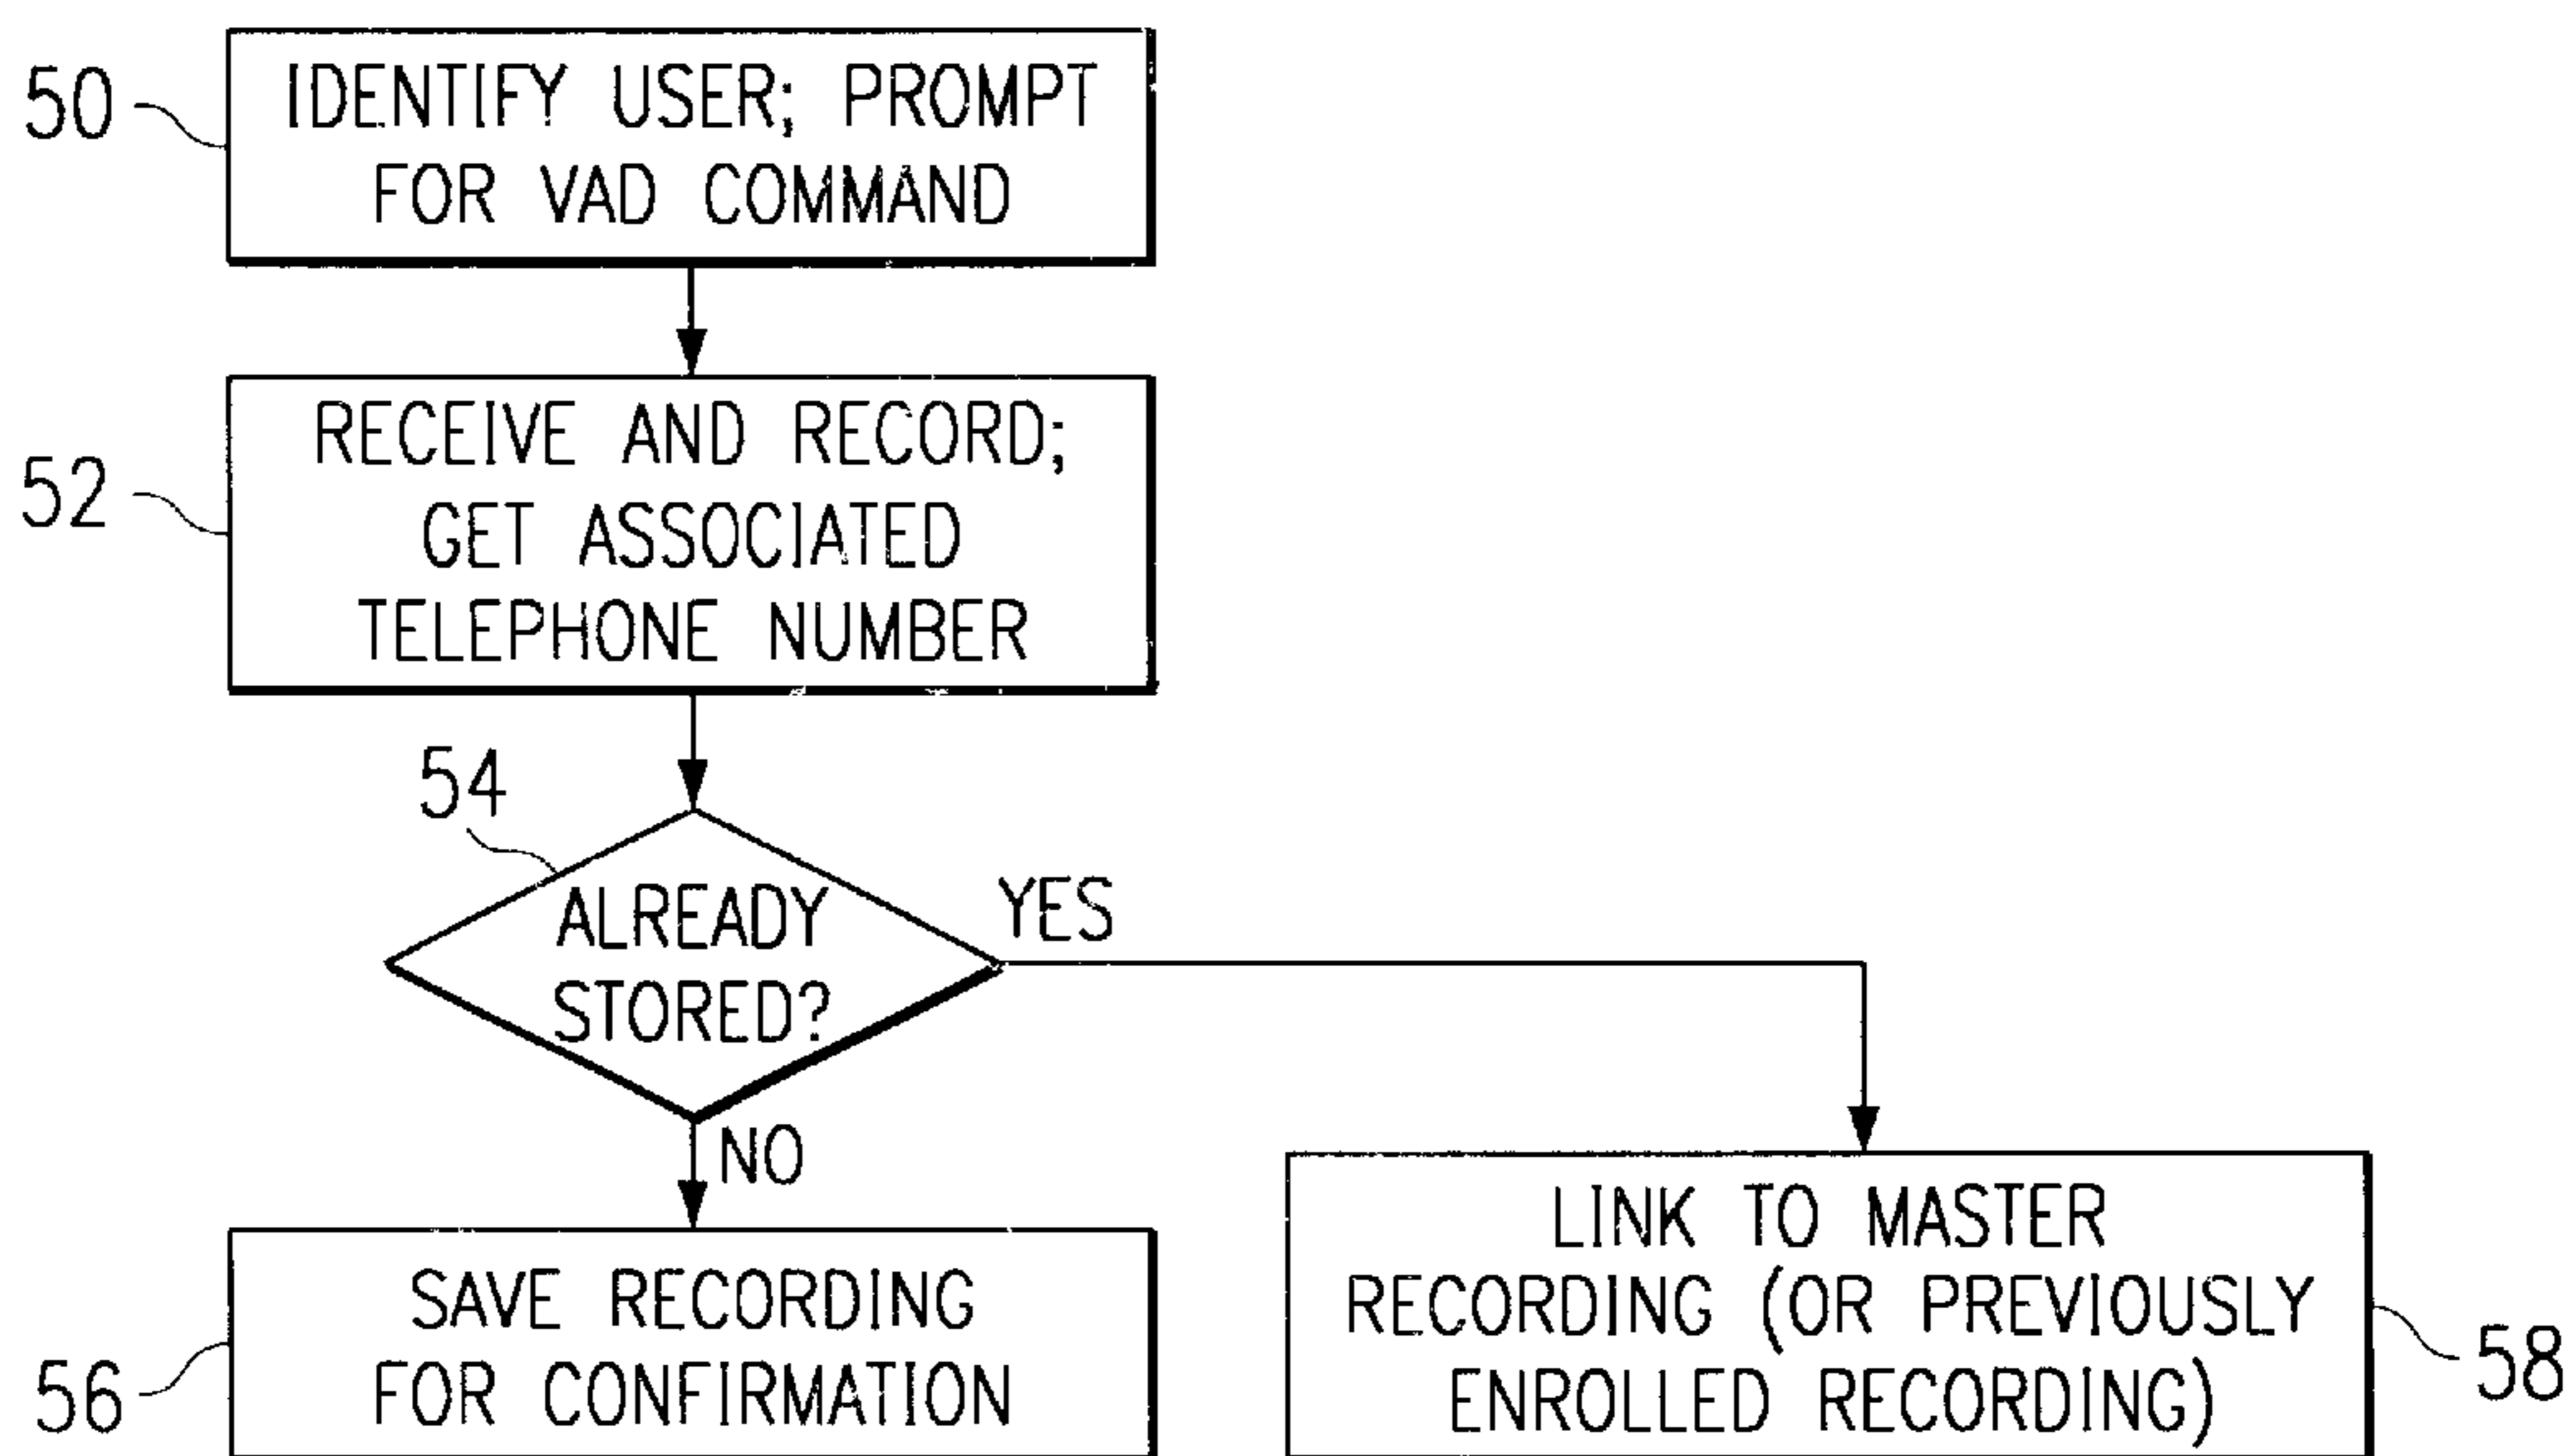 50
IDENTIFY USER; PROMPT
FOR VAD COMMAND
52
RECEIVE AND RECORD;
GET ASSOCIATED
TELEPHONE NUMBER
54
ALREADY
STORED?
YES
NO
56
SAVE RECORDING
FOR CONFIRMATION
LINK TO MASTER
RECORDING (OR PREVIOUSLY
ENROLLED RECORDING)
58